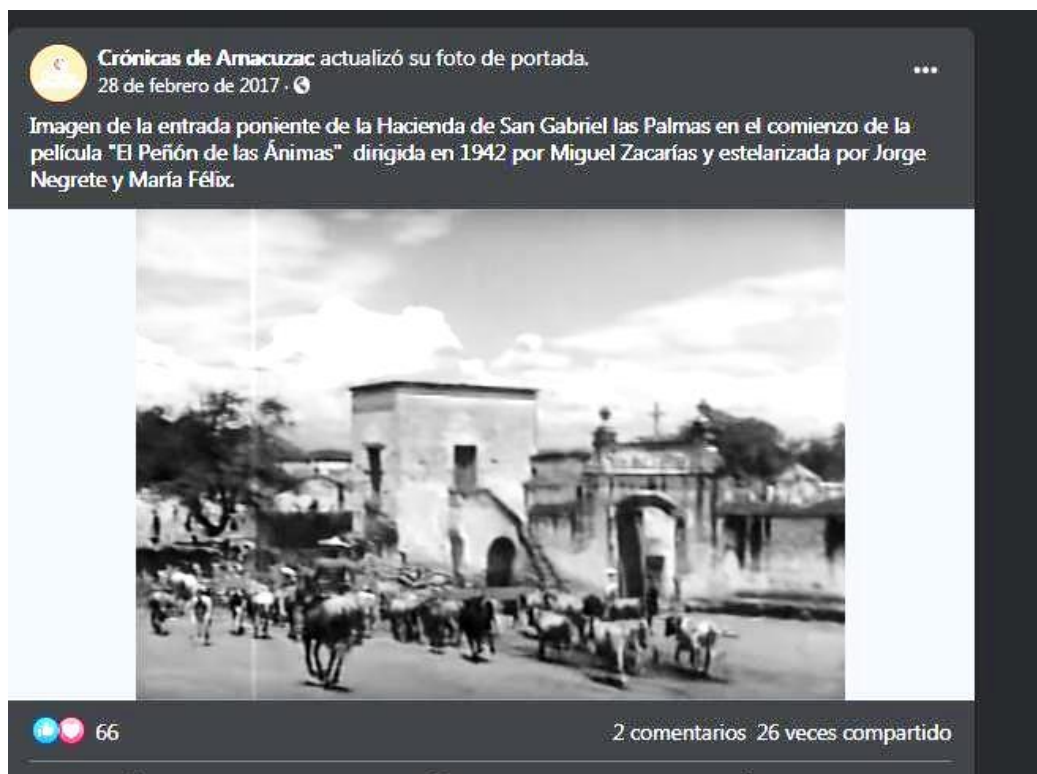 Crónicas de Amacuzac actualizó su foto de portada.
28 de febrero de 2017 ·
Imagen de la entrada poniente de la Hacienda de San Gabriel las Palmas en el comienzo de la
película "El Peñón de las Ánimas" dirigida en 1942 por Miguel Zacarías y estelarizada por Jorge
Negrete y María Félix.
66
2 comentarios 26 veces compartido